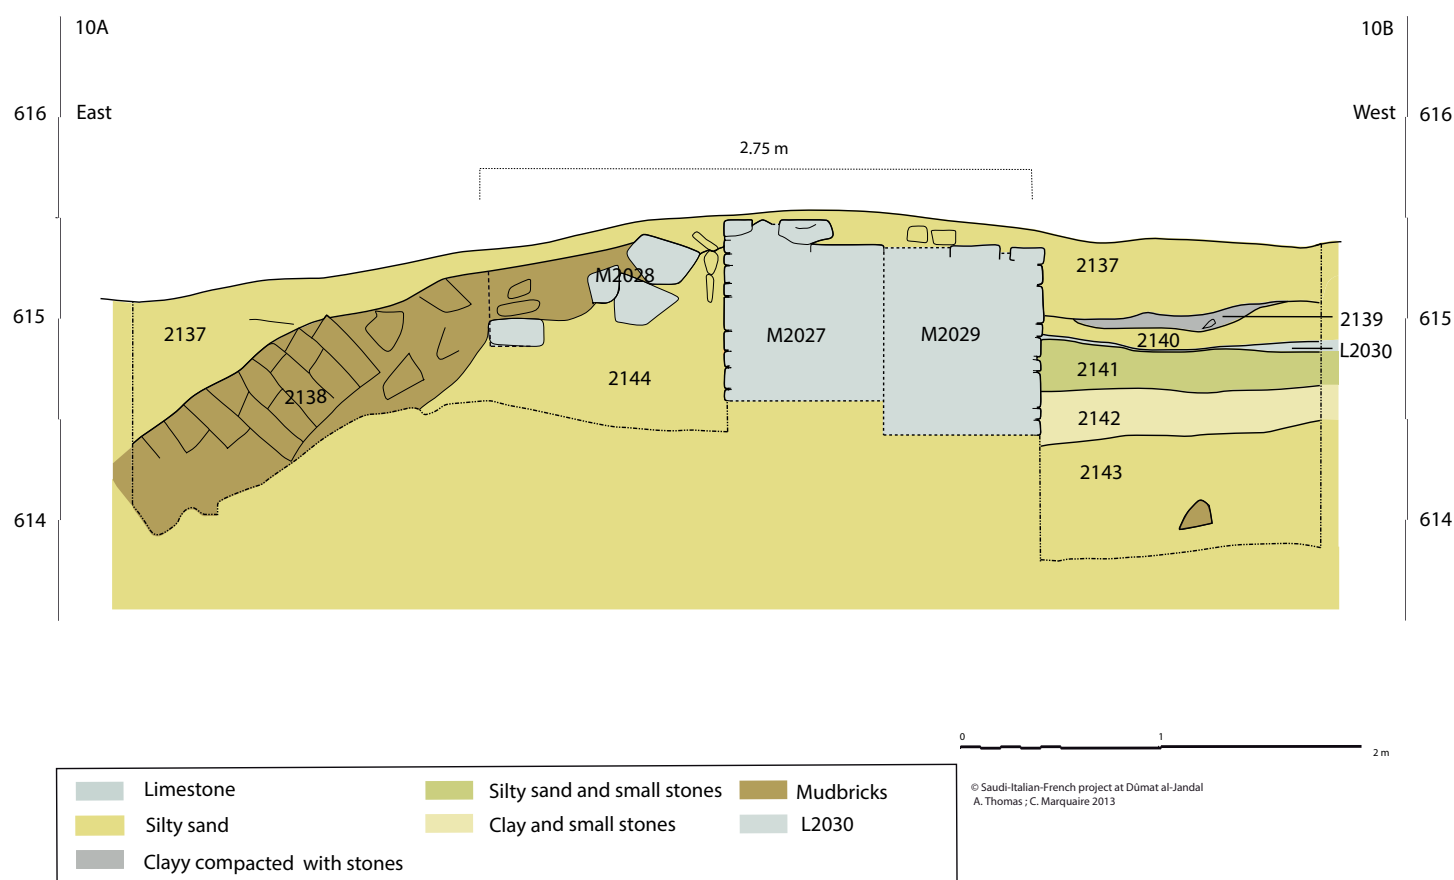 10A
10B
616
East
West
616
2.75 m
M2028
2137
2137
615
615
2139
2137
M2027
M2029
2140
L2030
2141
2144
2138
2142
2143
614
614
0
1
2 m
Limestone
Silty sand and small stones
Mudbricks
Silty sand
Clay and small stones
L2030
Clayy compacted with stones
© Saudi-Italian-French project at Dûmat al-Jandal
A. Thomas ; C. Marquaire 2013